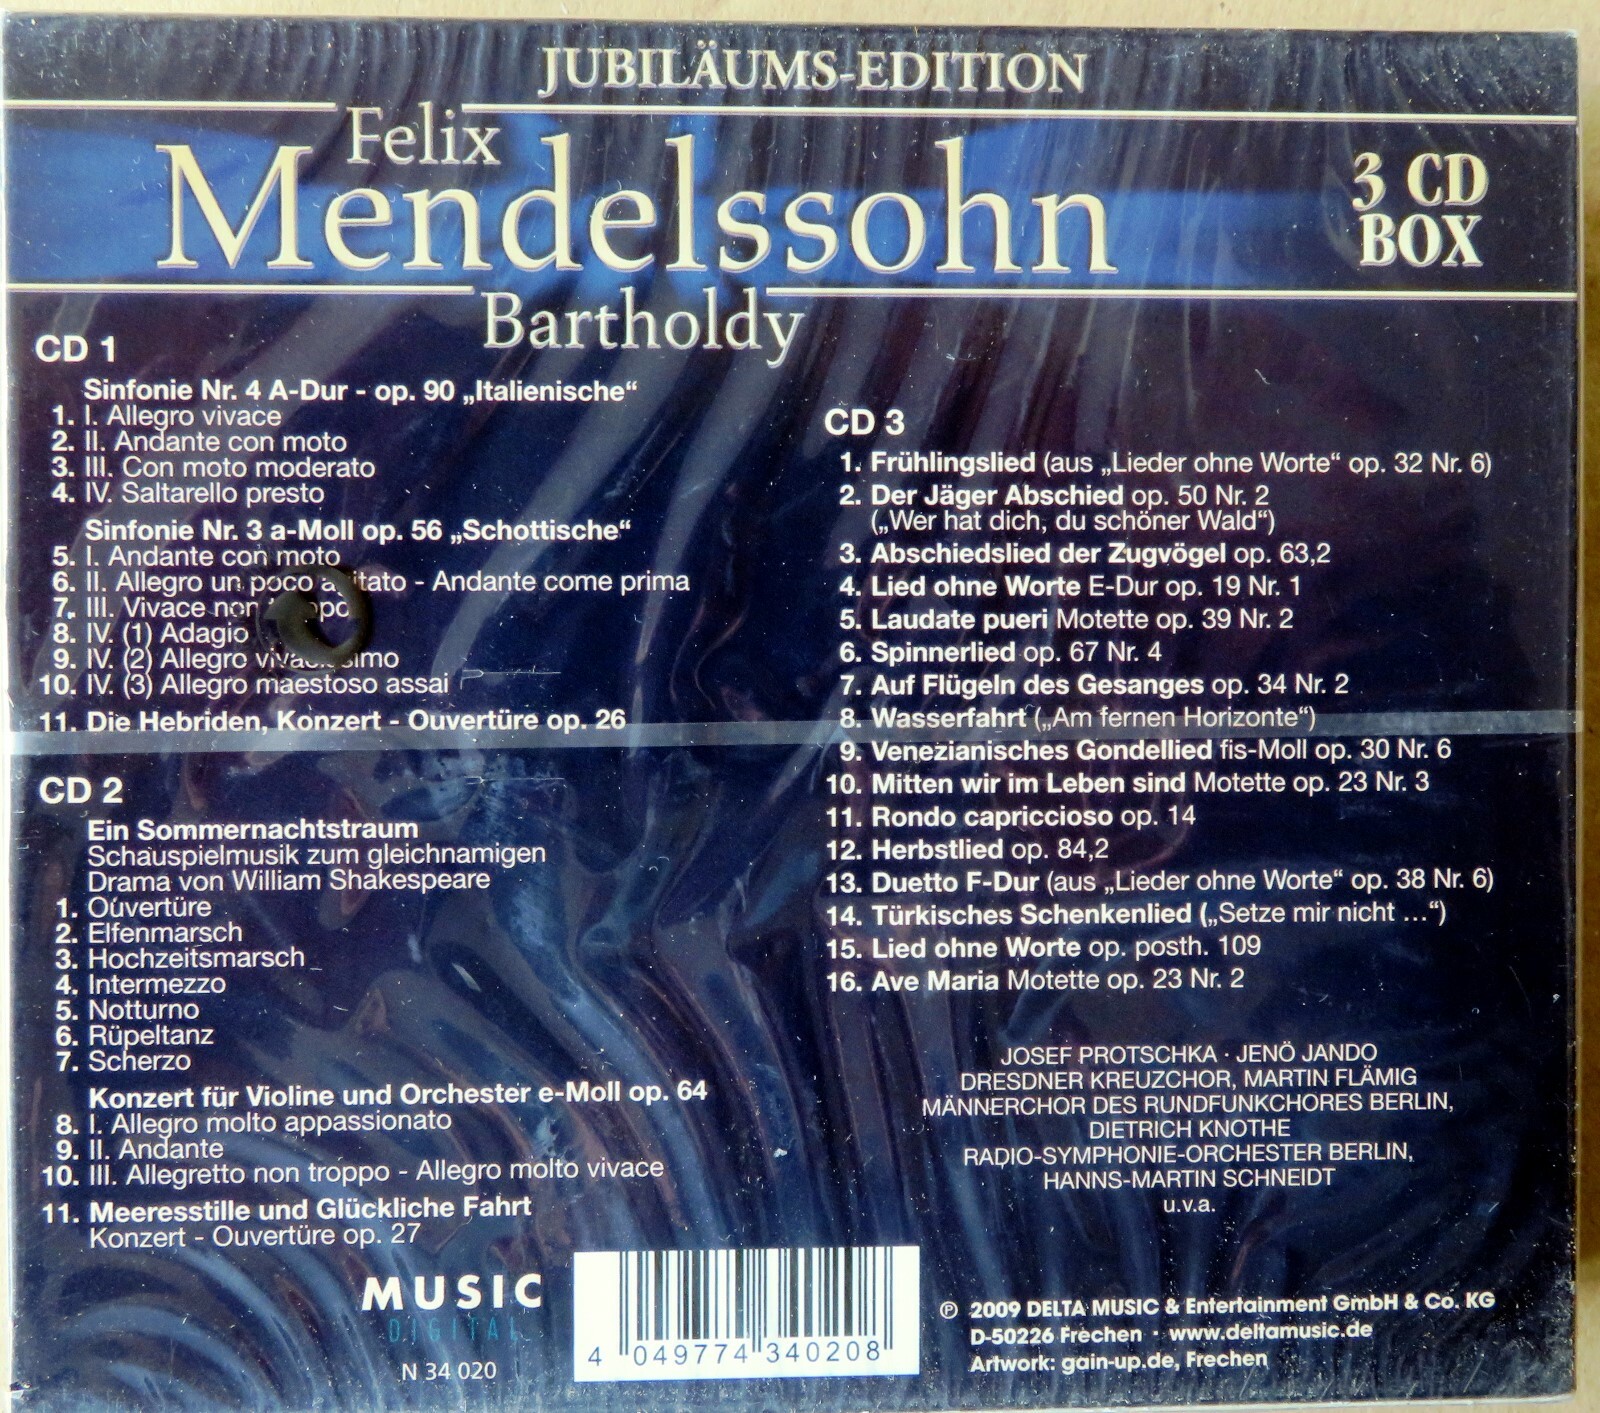 JUBILÄUMS-EDITION
Felix
Mendelssohn
Bartholdy
3 CD
BOX
CD 1
Sinfonie Nr. 4 A-Dur - op. 90 „Italienische“
1. I. Allegro vivace
2. II. Andante con moto
3. III. Con moto moderato
4. IV. Saltarello presto
Sinfonie Nr. 3 a-Moll op. 56 „Schottische“
5. I. Andante con moto
6. II. Allegro un poco agitato - Andante come prima
7. III. Vivace non troppo
8. IV. (1) Adagio
9. IV. (2) Allegro vivacissimo
10. IV. (3) Allegro maestoso assai
11. Die Hebriden, Konzert - Ouvertüre op. 26
CD 2
Ein Sommernachtstraum
Schauspielmusik zum gleichnamigen
Drama von William Shakespeare
1. Ouvertüre
2. Elfenmarsch
3. Hochzeitsmarsch
4. Intermezzo
5. Notturno
6. Rüpeltanz
7. Scherzo
Konzert für Violine und Orchester e-Moll op. 64
8. I. Allegro molto appassionato
9. II. Andante
10. III. Allegretto non troppo - Allegro molto vivace
11. Meeresstille und Glückliche Fahrt
Konzert - Ouvertüre op. 27
CD 3
1. Frühlingslied (aus „Lieder ohne Worte“ op. 32 Nr. 6)
2. Der Jäger Abschied op. 50 Nr. 2
(„Wer hat dich, du schöner Wald“)
3. Abschiedslied der Zugvögel op. 63,2
4. Lied ohne Worte E-Dur op. 19 Nr. 1
5. Laudate pueri Motette op. 39 Nr. 2
6. Spinnerlied op. 67 Nr. 4
7. Auf Flügeln des Gesanges op. 34 Nr. 2
8. Wasserfahrt („Am fernen Horizonte“)
9. Venezianisches Gondellied fis-Moll op. 30 Nr. 6
10. Mitten wir im Leben sind Motette op. 23 Nr. 3
11. Rondo capriccioso op. 14
12. Herbstlied op. 84,2
13. Duetto F-Dur (aus „Lieder ohne Worte“ op. 38 Nr. 6)
14. Türkisches Schenkenlied („Setze mir nicht ...“)
15. Lied ohne Worte op. posth. 109
16. Ave Maria Motette op. 23 Nr. 2
JOSEF PROTSCHKA · JENÖ JANDO
DRESDNER KREUZCHOR, MARTIN FLÄMIG
MÄNNERCHOR DES RUNDFUNKCHORES BERLIN,
DIETRICH KNOTHE
RADIO-SYMPHONIE-ORCHESTER BERLIN,
HANNS-MARTIN SCHNEIDT
u.v.a.
MUSIC
DIGITAL
N 34 020
4 049774 340208
℗ 2009 DELTA MUSIC & Entertainment GmbH & Co. KG
D-50226 Frechen · www.deltamusic.de
Artwork: gain-up.de, Frechen